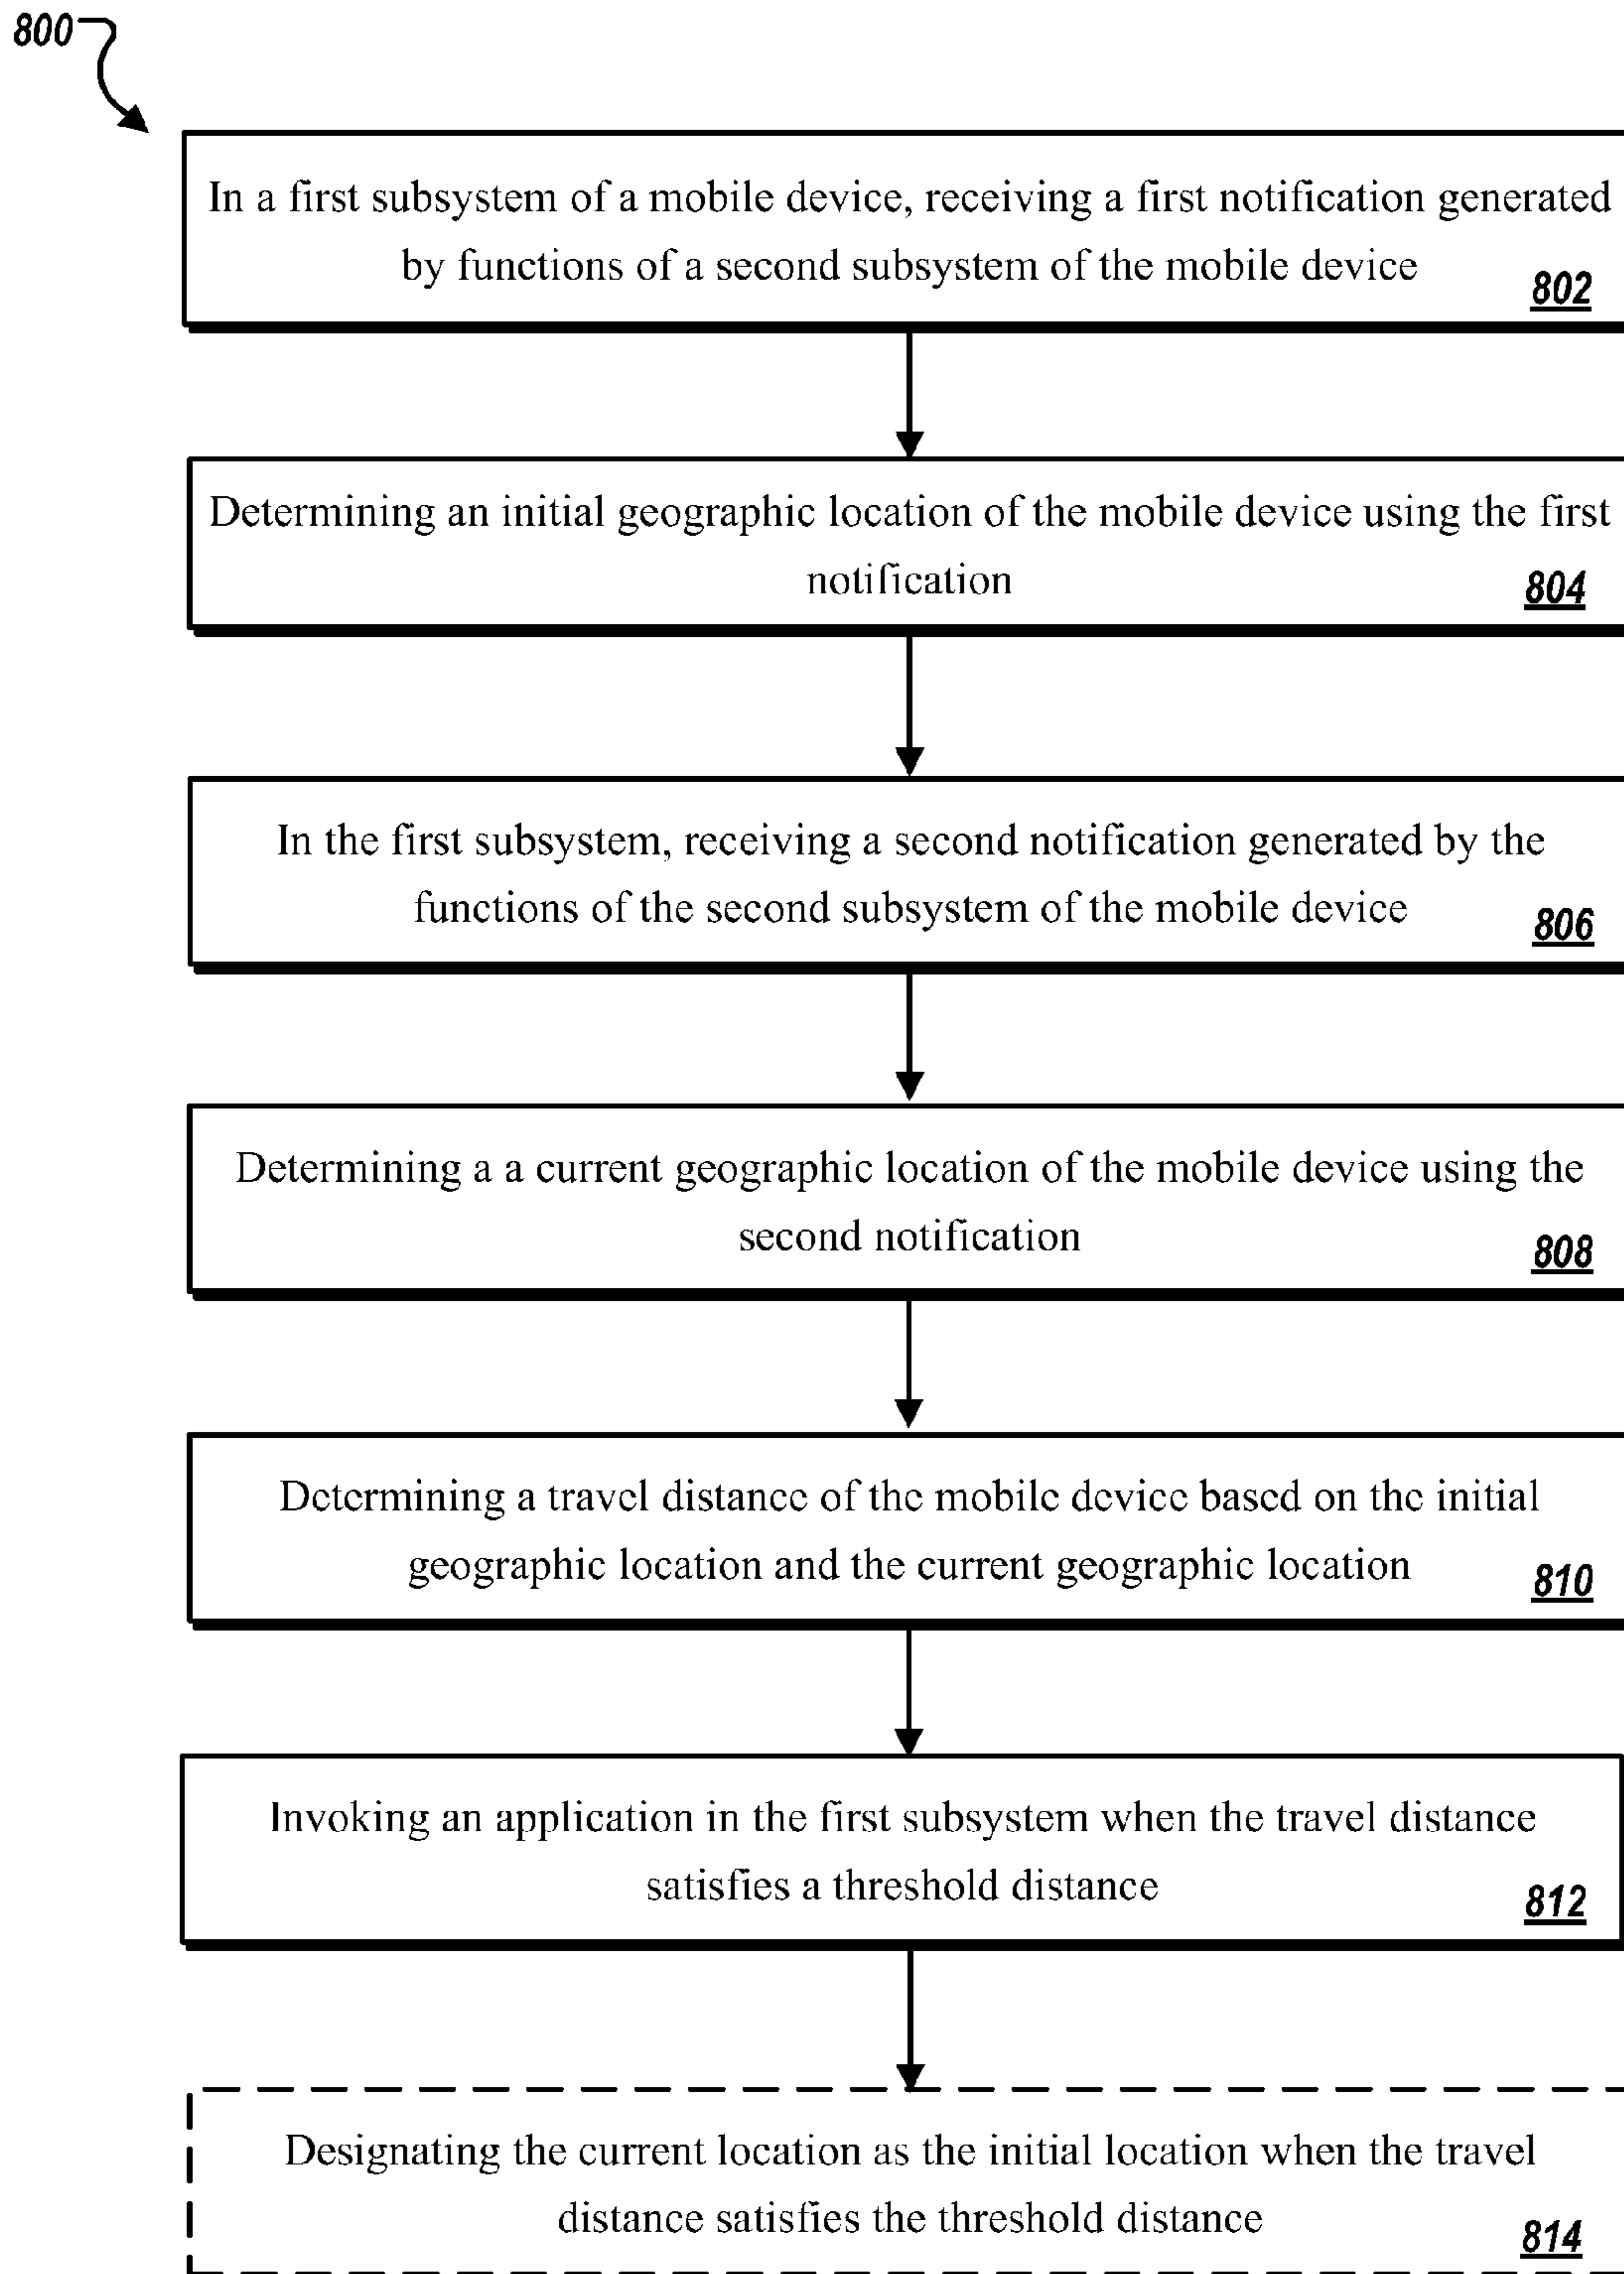 800
In a first subsystem of a mobile device, receiving a first notification generated
by functions of a second subsystem of the mobile device
802
Determining an initial geographic location of the mobile device using the first
notification
804
In the first subsystem, receiving a second notification generated by the
functions of the second subsystem of the mobile device
806
Determining a a current geographic location of the mobile device using the
second notification
808
Determining a travel distance of the mobile device based on the initial
geographic location and the current geographic location
810
Invoking an application in the first subsystem when the travel distance
satisfies a threshold distance
812
Designating the current location as the initial location when the travel
distance satisfies the threshold distance
814